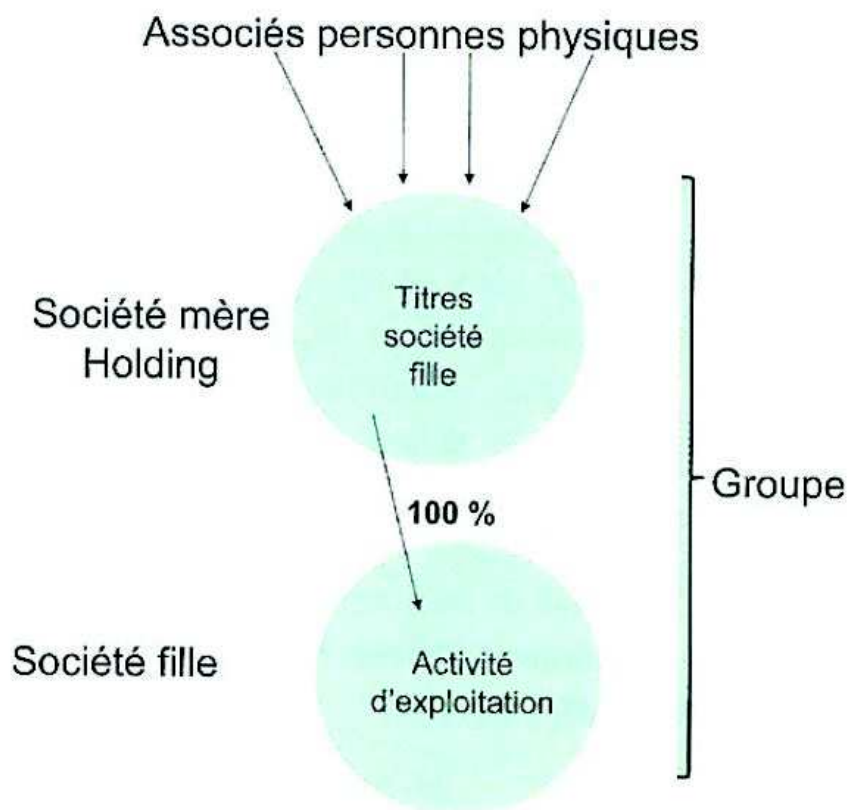 Associés personnes physiques
Titres
société
fille
Société mère
Holding
100 %
Groupe
Société fille
Activité
d'exploitation